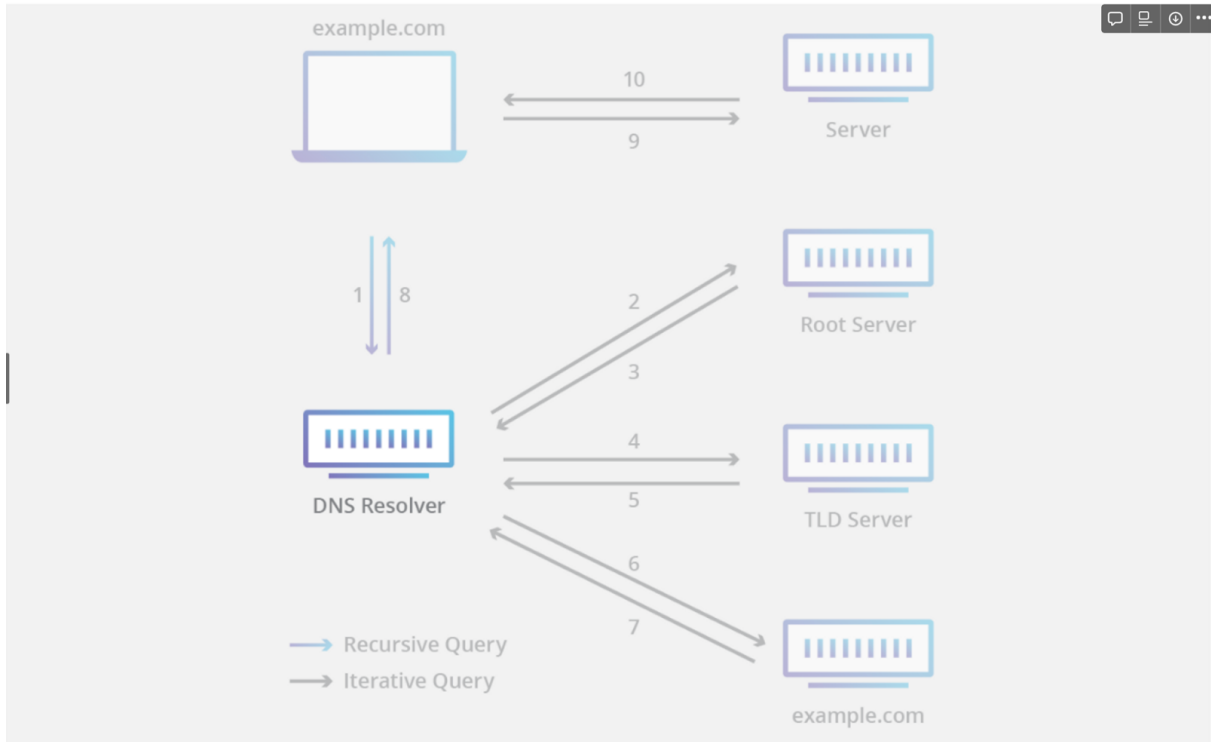 example.com
10
9
Server
1
8
2
3
Root Server
DNS Resolver
4
5
TLD Server
6
7
Recursive Query
Iterative Query
example.com